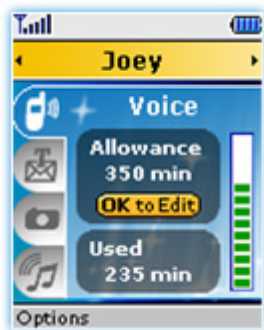 Joey
Voice
Allowance
350 min
OK to Edit
Used
235 min
Options